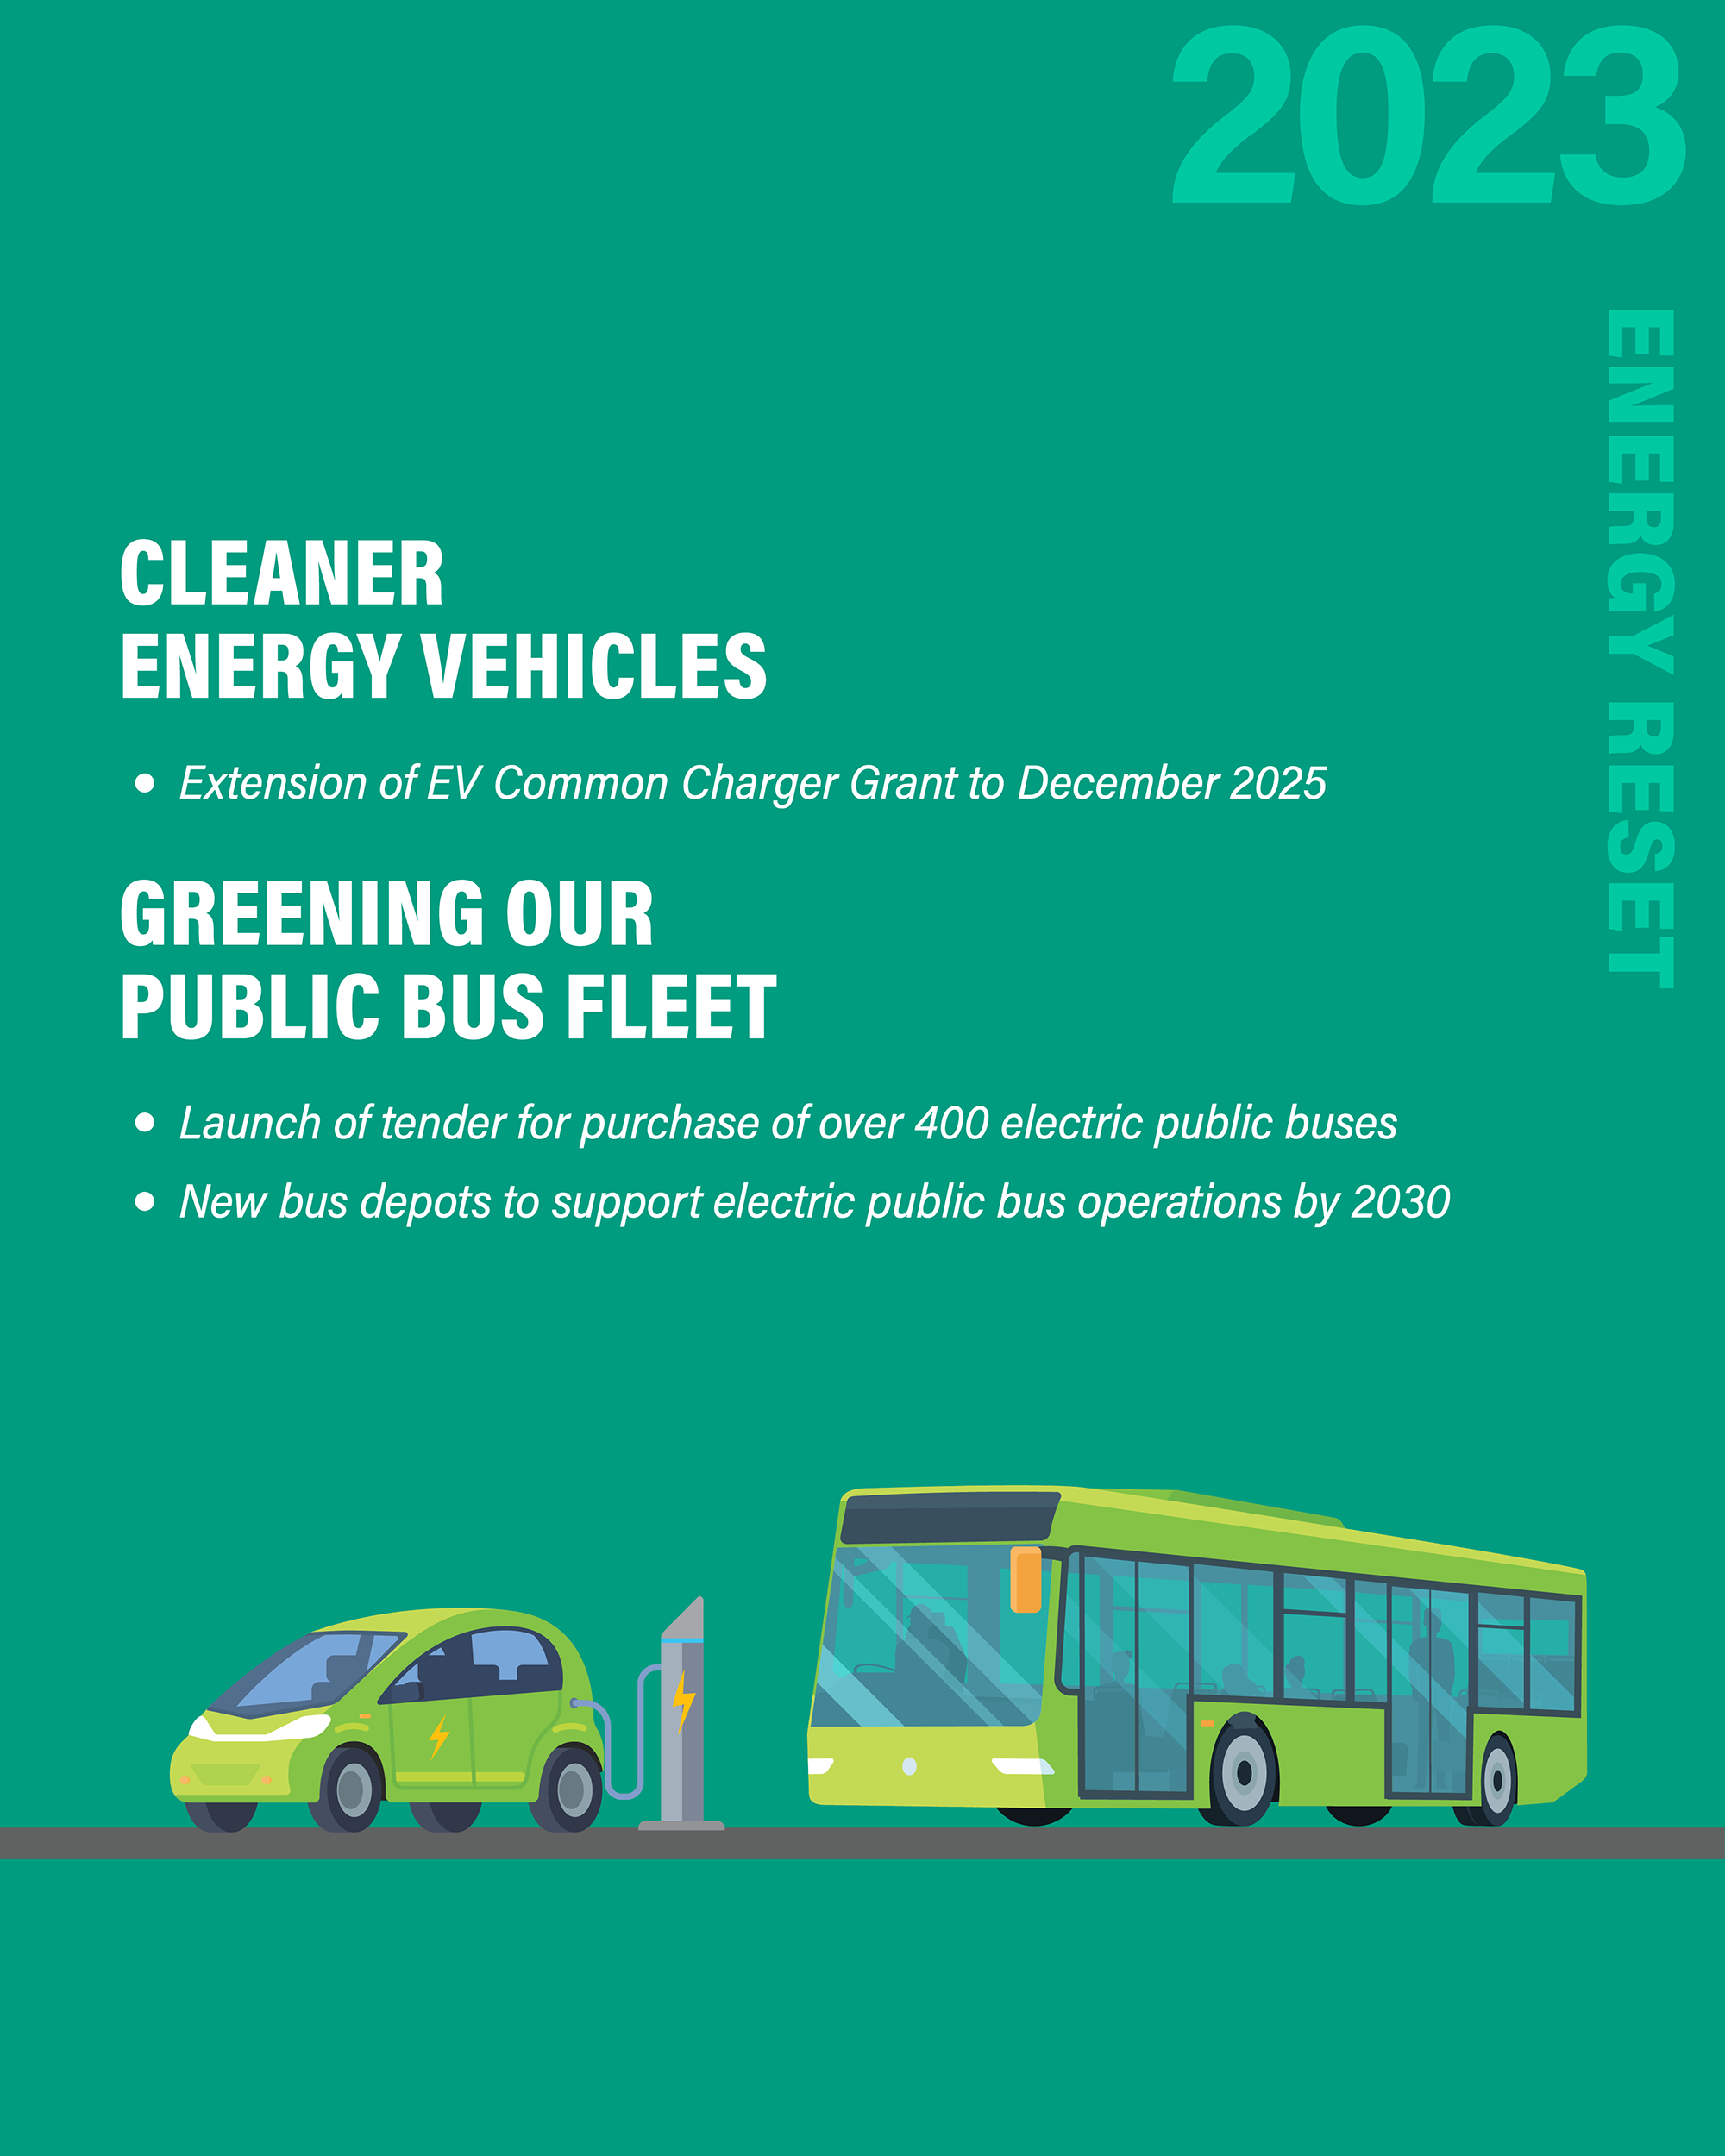 2023
ENERGY RESET
CLEANER
ENERGY VEHICLES
• Extension of EV Common Charger Grant to December 2025
GREENING OUR
PUBLIC BUS FLEET
• Launch of tender for purchase of over 400 electric public buses
• New bus depots to support electric public bus operations by 2030